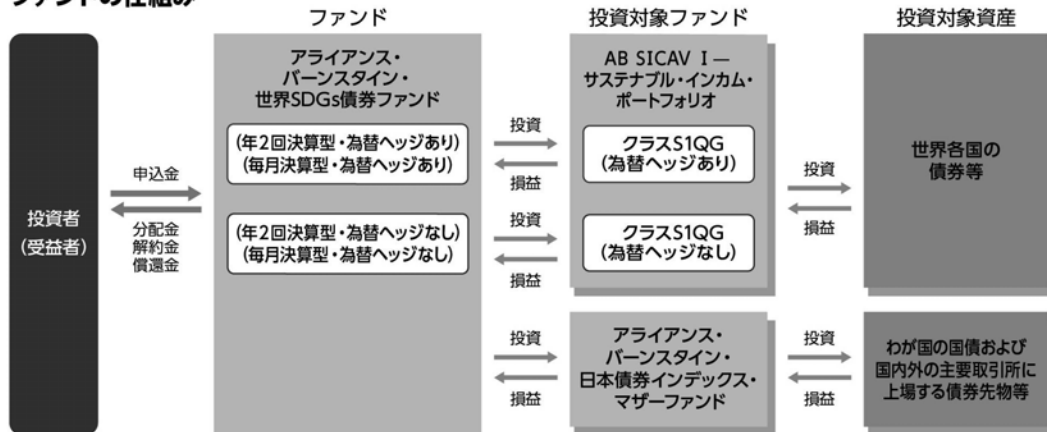 ファンドの仕組み
ファンド
投資対象ファンド
投資対象資産
投資者
(受益者)
申込金
分配金
解約金
償還金
アライアンス・
バーンスタイン・
世界SDGs債券ファンド
(年2回決算型・為替ヘッジあり)
(毎月決算型・為替ヘッジあり)
(年2回決算型・為替ヘッジなし)
(毎月決算型・為替ヘッジなし)
投資
損益
投資
損益
AB SICAV Ⅰ―
サステナブル・インカム・
ポートフォリオ
クラスS1QG
(為替ヘッジあり)
クラスS1QG
(為替ヘッジなし)
投資
損益
世界各国の
債券等
投資
損益
アライアンス・
バーンスタイン・
日本債券インデックス・
マザーファンド
投資
損益
わが国の国債および
国内外の主要取引所に
上場する債券先物等